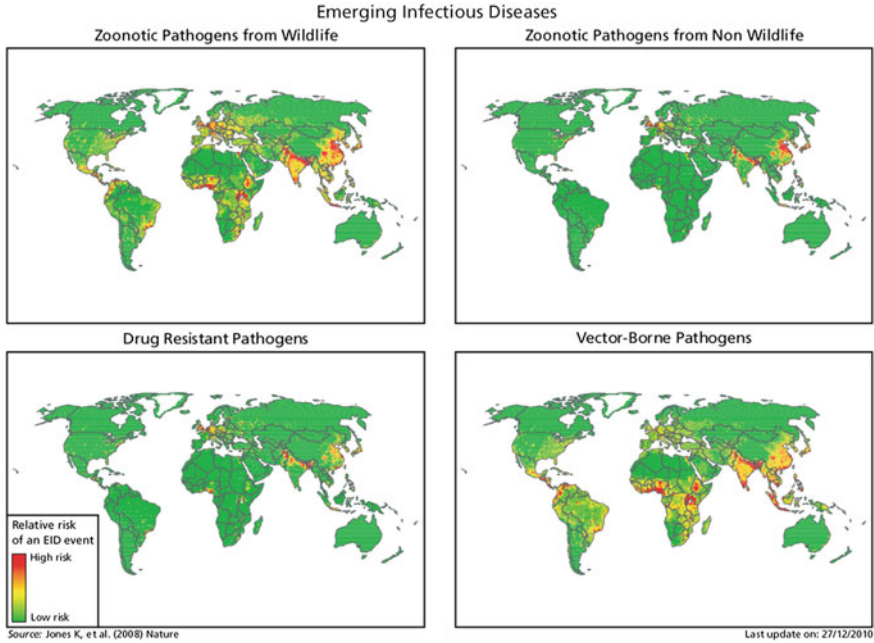 Emerging Infectious Diseases
Zoonotic Pathogens from Wildlife
Zoonotic Pathogens from Non Wildlife
Drug Resistant Pathogens
Vector-Borne Pathogens
Relative risk
of an EID event
High risk
Low risk
Source: Jones K, et al. (2008) Nature
Last update on: 27/12/2010